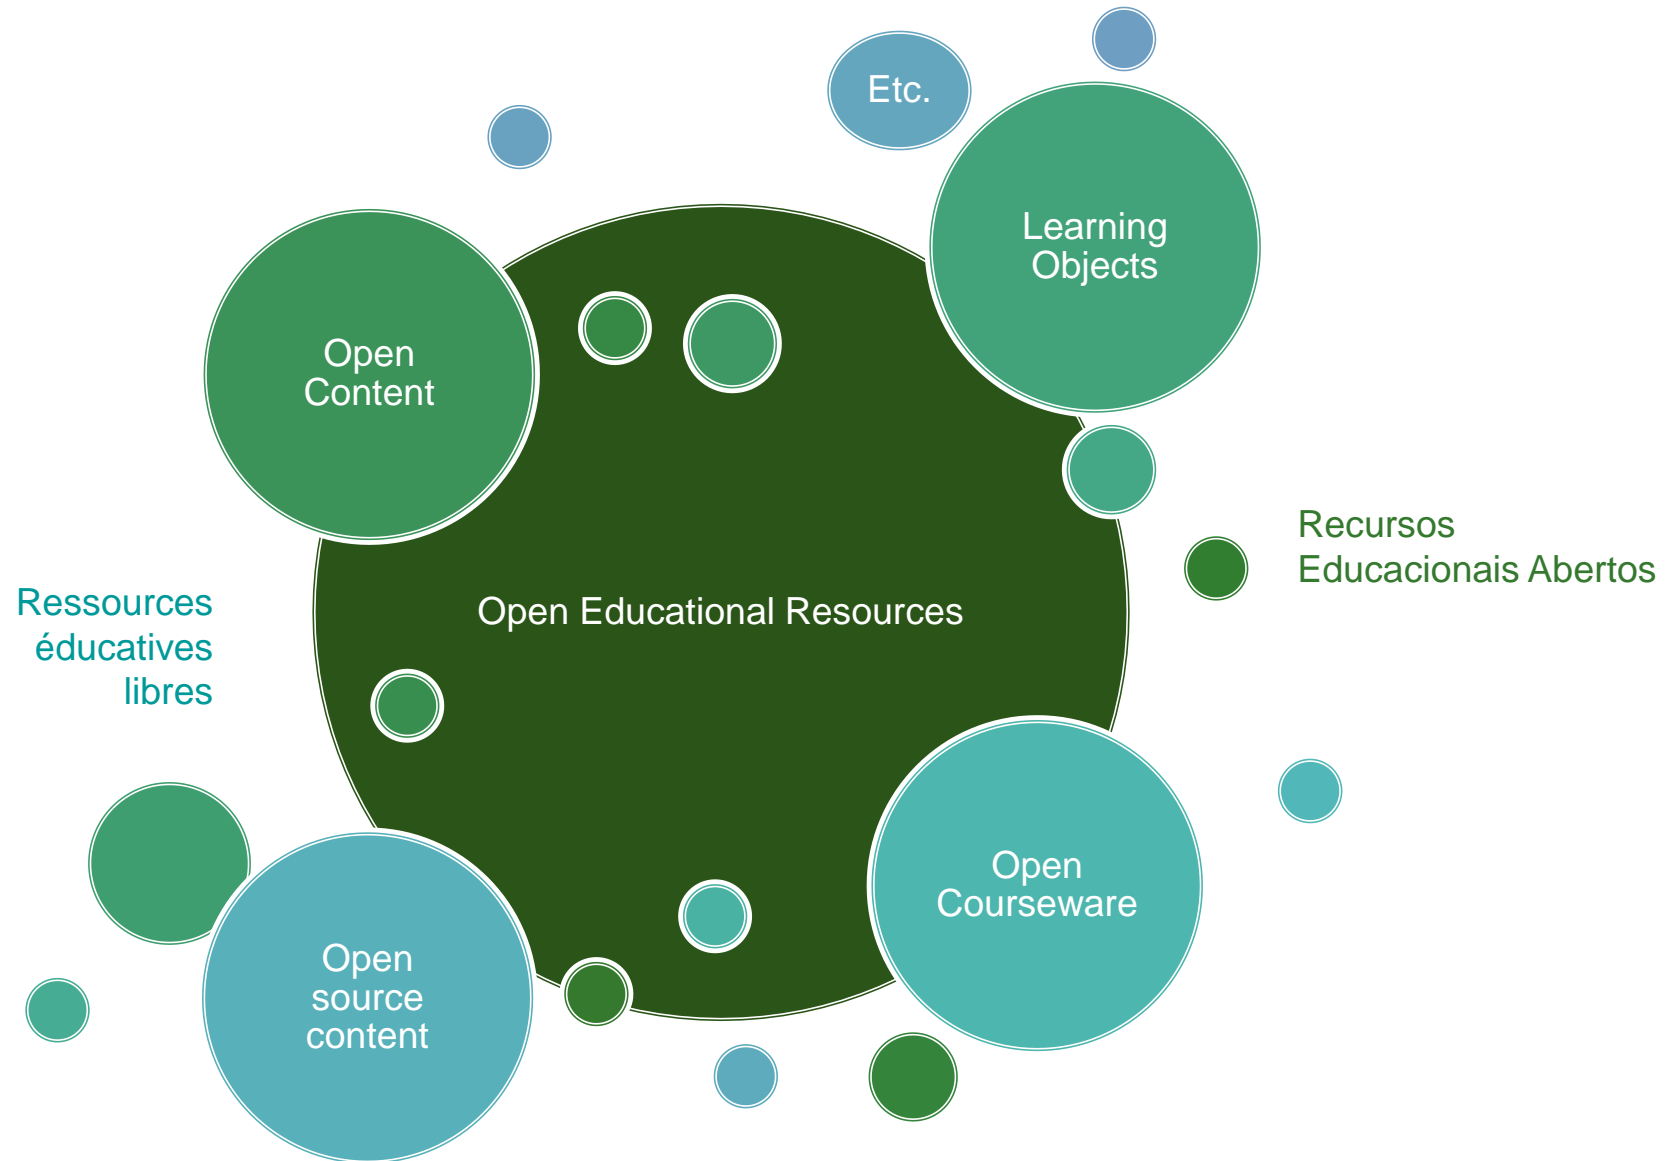 Etc.
Learning
Objects
Open
Content
Recursos
Educacionais Abertos
Ressources
éducatives
libres
Open Educational Resources
Open
Courseware
Open
source
content